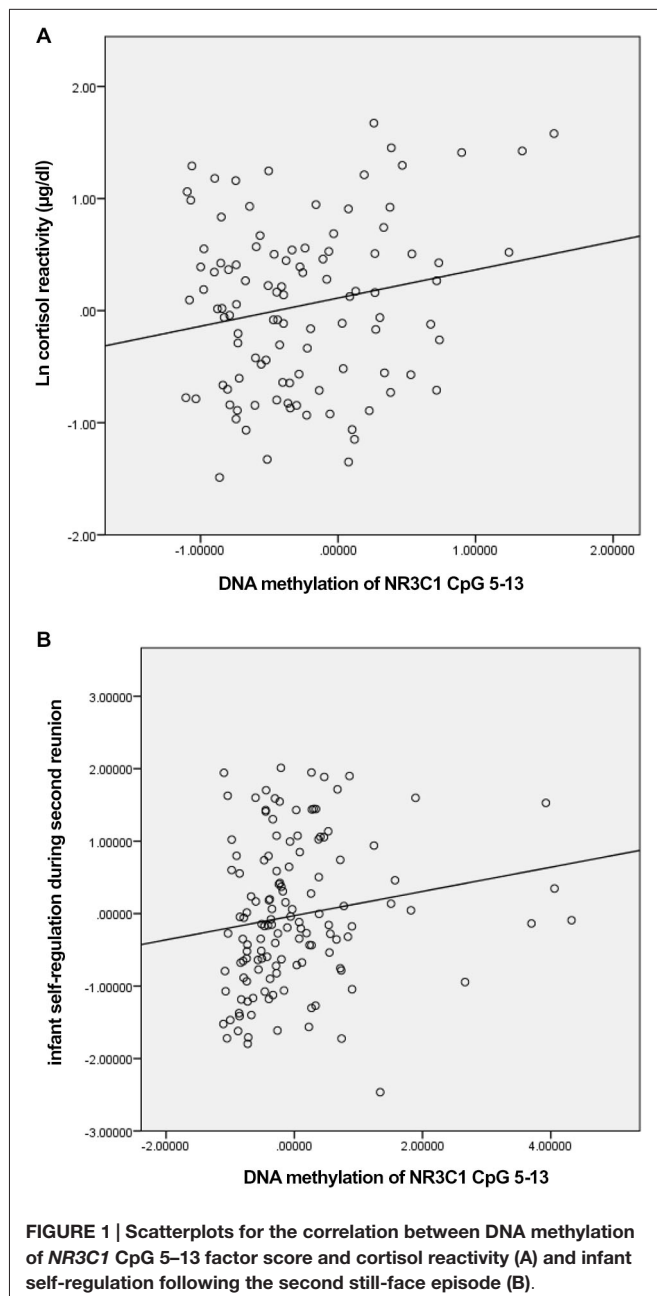 A
Ln cortisol reactivity (µg/dl)
2.00
1.00
.00
-1.00
-2.00
-1.00000 .00000 1.00000 2.00000
DNA methylation of NR3C1 CpG 5-13
B
infant self-regulation during second reunion
3.00000
2.00000
1.00000
.00000
-1.00000
-2.00000
-3.00000
-2.00000 .00000 2.00000 4.00000
DNA methylation of NR3C1 CpG 5-13
FIGURE 1 | Scatterplots for the correlation between DNA methylation
of NR3C1 CpG 5–13 factor score and cortisol reactivity (A) and infant
self-regulation following the second still-face episode (B).